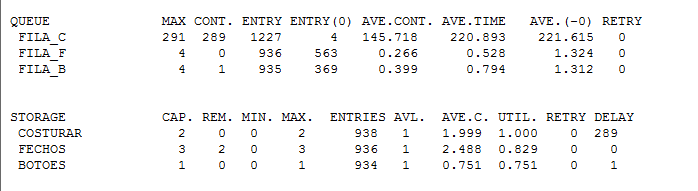 QUEUE MAX CONT. ENTRY ENTRY(0) AVE.CONT. AVE.TIME AVE.(-0) RETRY
FILA_C 291 289 1227 4 145.718 220.893 221.615 0
FILA_F 4 0 936 563 0.266 0.528 1.324 0
FILA_B 4 1 935 369 0.399 0.794 1.312 0
STORAGE CAP. REM. MIN. MAX. ENTRIES AVL. AVE.C. UTIL. RETRY DELAY
COSTURAR 2 0 0 2 938 1 1.999 1.000 0 289
FECHOS 3 2 0 3 936 1 2.488 0.829 0 0
BOTOES 1 0 0 1 934 1 0.751 0.751 0 1